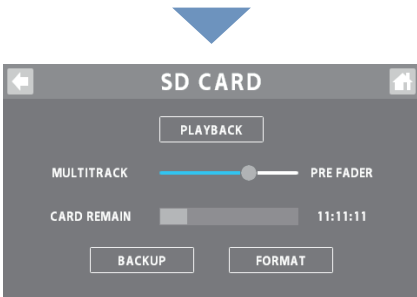 SD CARD
PLAYBACK
MULTITRACK PRE FADER
CARD REMAIN 11:11:11
BACKUP FORMAT